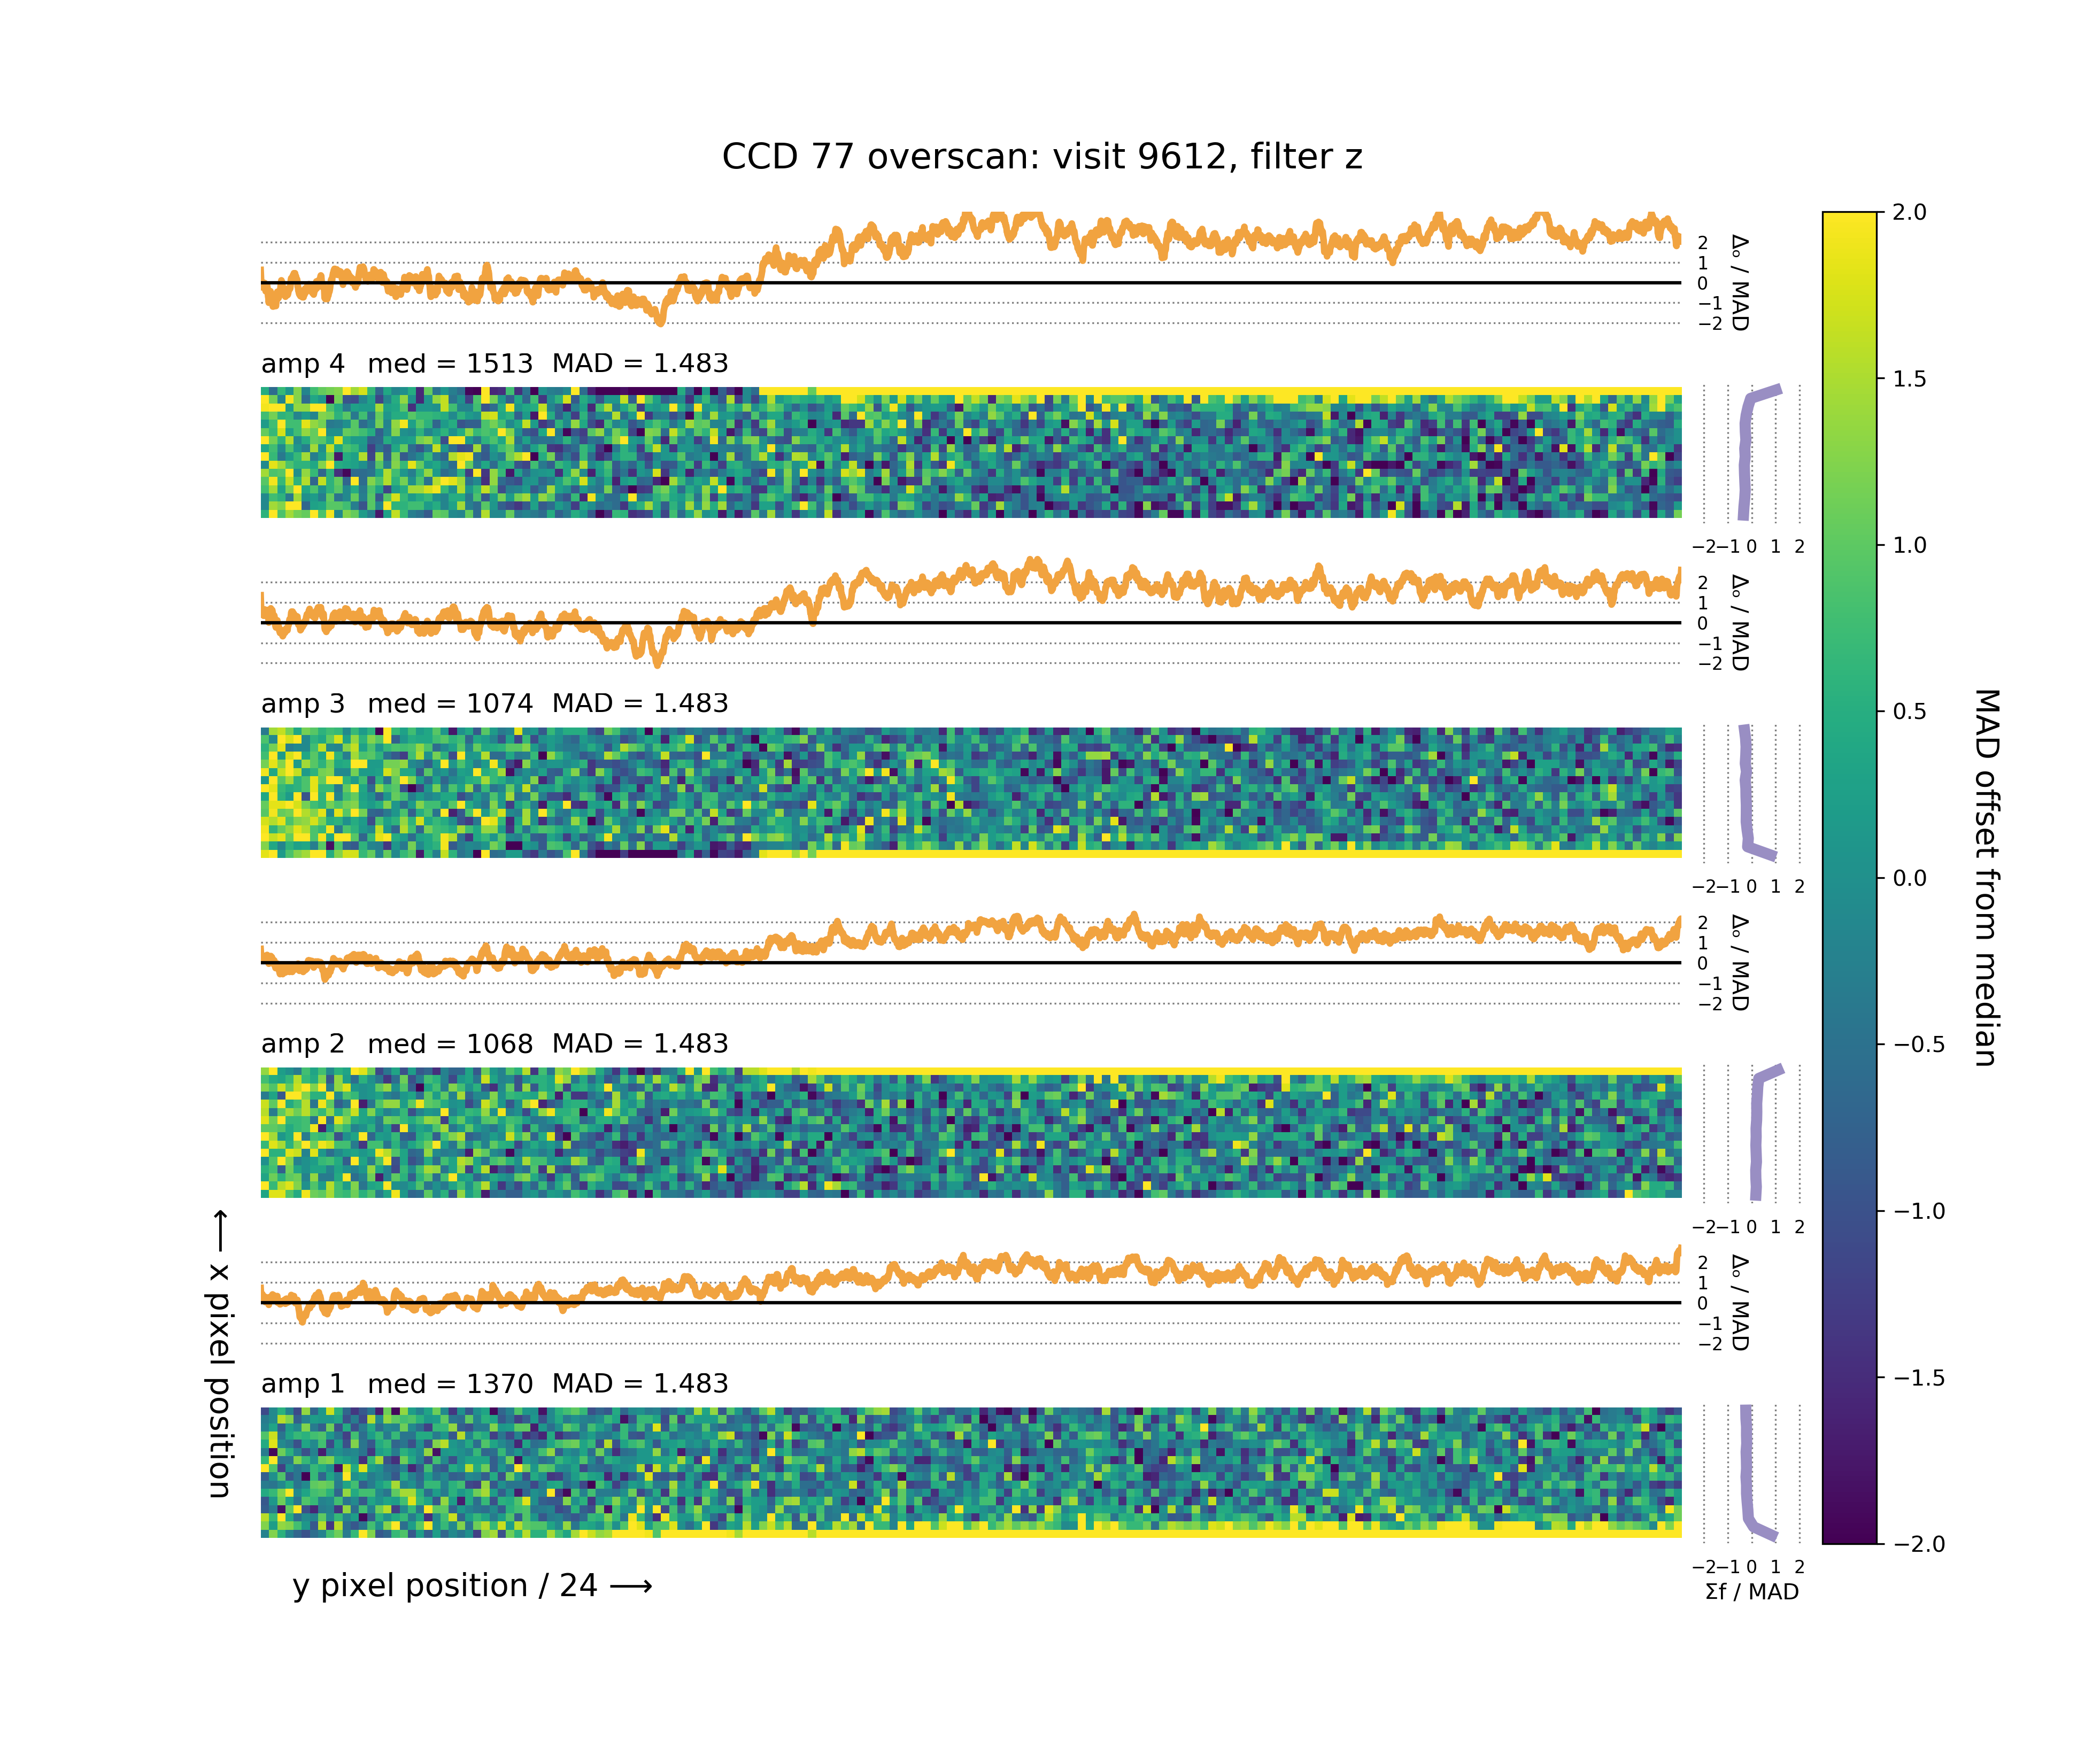 CCD 77 overscan: visit 9612, filter z
2
1
0
−1
−2
Δₒ / MAD
amp 4 med = 1513 MAD = 1.483
−2 −1 0 1 2
2
1
0
−1
−2
Δₒ / MAD
amp 3 med = 1074 MAD = 1.483
−2 −1 0 1 2
2
1
0
−1
−2
Δₒ / MAD
amp 2 med = 1068 MAD = 1.483
−2 −1 0 1 2
2
1
0
−1
−2
Δₒ / MAD
amp 1 med = 1370 MAD = 1.483
−2 −1 0 1 2
Σf / MAD
y pixel position / 24 ⟶
⟵ x pixel position
2.0
1.5
1.0
0.5
0.0
−0.5
−1.0
−1.5
−2.0
MAD offset from median